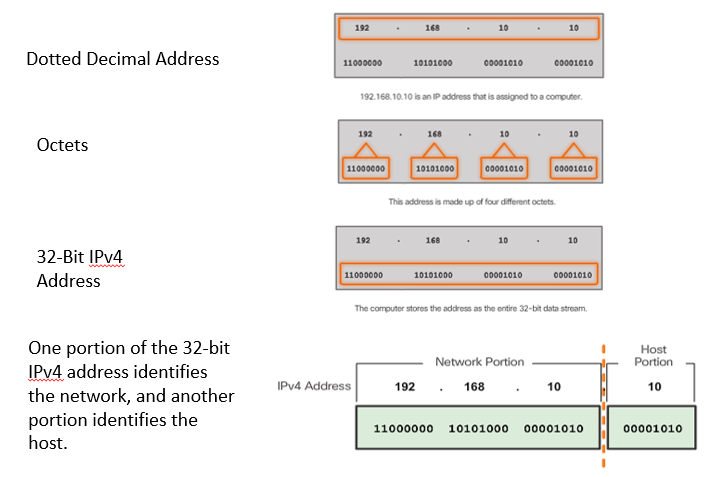 192 . 168 . 10 . 10
Dotted Decimal Address
11000000 10101000 00001010 00001010
192.168.10.10 is an IP address that is assigned to a computer.
192 . 168 . 10 . 10
Octets
11000000 10101000 00001010 00001010
This address is made up of four different octets.
192 . 168 . 10 . 10
32-Bit IPv4
Address
11000000 10101000 00001010 00001010
The computer stores the address as the entire 32-bit data stream.
One portion of the 32-bit
IPv4 address identifies
the network, and another
portion identifies the
host.
Network Portion
Host
Portion
IPv4 Address 192 . 168 . 10 . 10
11000000 10101000 00001010 00001010